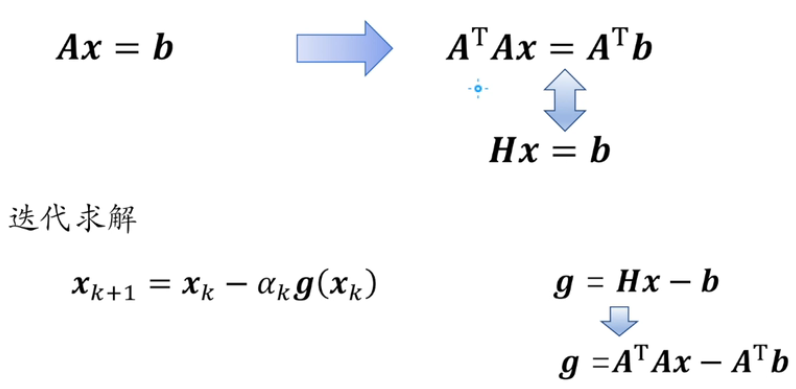 Ax = b
AᵀAx = Aᵀb
Hx = b
迭代求解
xₖ₊₁ = xₖ − αₖg(xₖ)
g = Hx − b
g =AᵀAx − Aᵀb